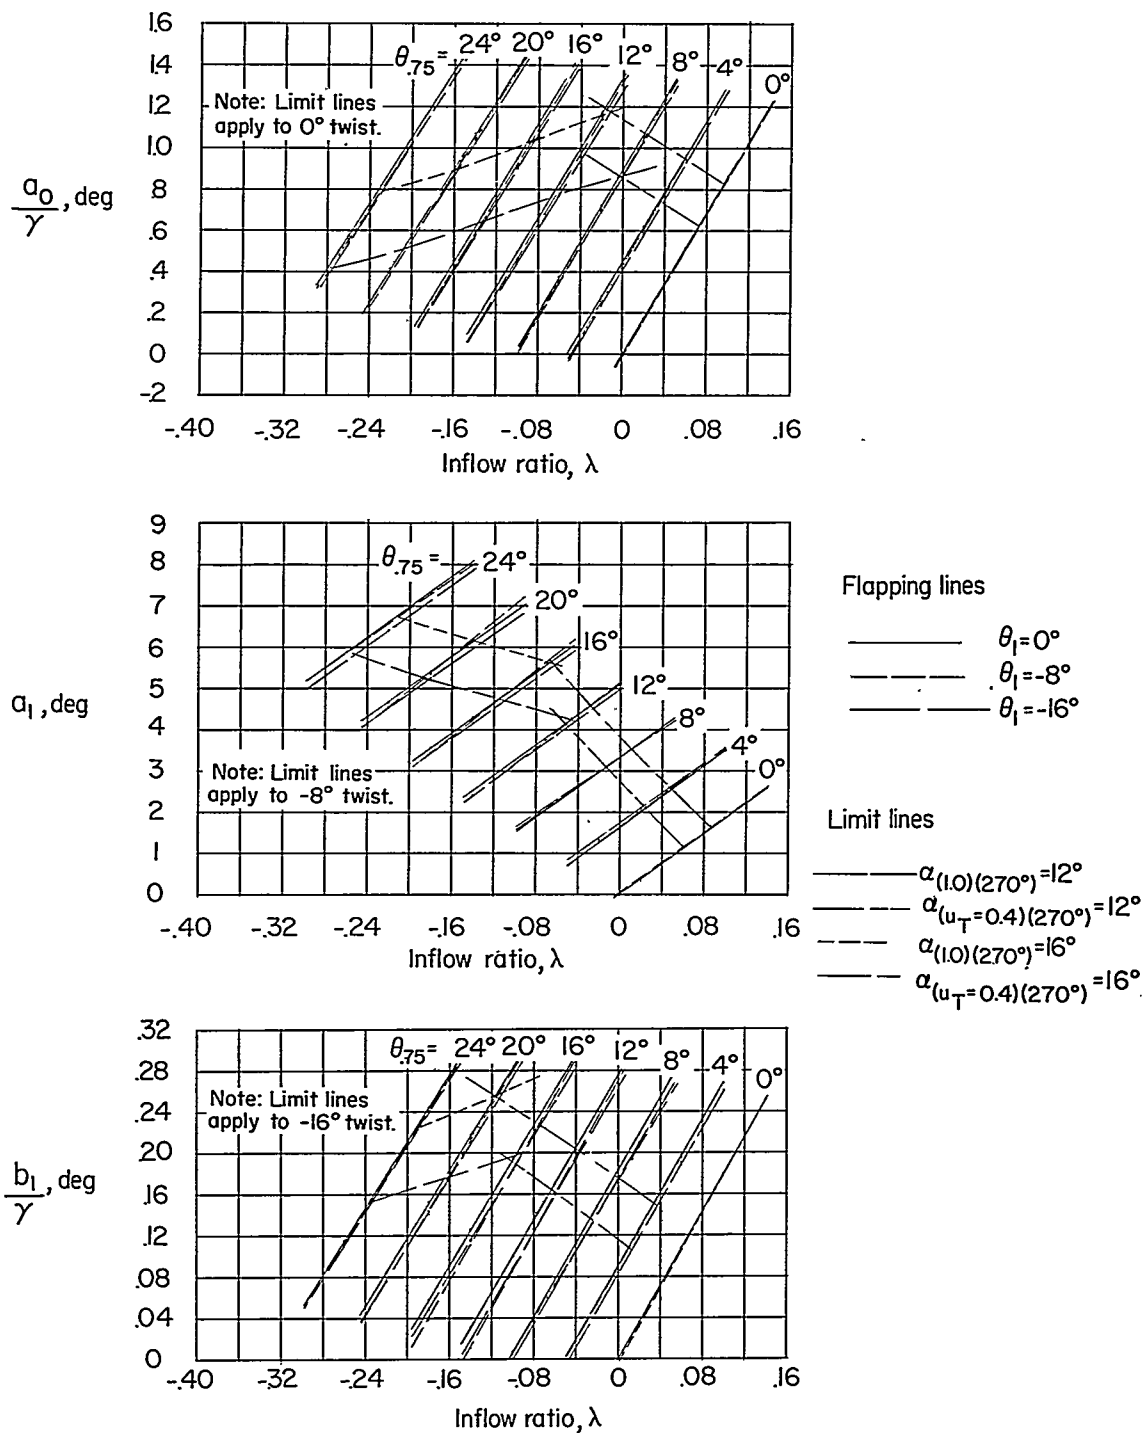 1.6
1.4
1.2
1.0
.8
.6
.4
.2
0
-.2
a₀/γ, deg
θ.75 = 24° 20° 16° 12° 8° 4° 0°
Note: Limit lines
apply to 0° twist.
-.40 -.32 -.24 -.16 -.08 0 .08 .16
Inflow ratio, λ
9
8
7
6
5
4
3
2
1
0
a₁, deg
θ.75 = 24°
20°
16°
12°
8°
4°
0°
Note: Limit lines
apply to -8° twist.
-.40 -.32 -.24 -.16 -.08 0 .08 .16
Inflow ratio, λ
Flapping lines
θ₁=0°
θ₁=-8°
θ₁=-16°
Limit lines
α(1.0)(270°)=12°
α(u_T=0.4)(270°)=12°
α(1.0)(270°)=16°
α(u_T=0.4)(270°)=16°
.32
.28
.24
.20
.16
.12
.08
.04
0
b₁/γ, deg
θ.75= 24° 20° 16° 12° 8° 4° 0°
Note: Limit lines
apply to -16° twist.
-.40 -.32 -.24 -.16 -.08 0 .08 .16
Inflow ratio, λ